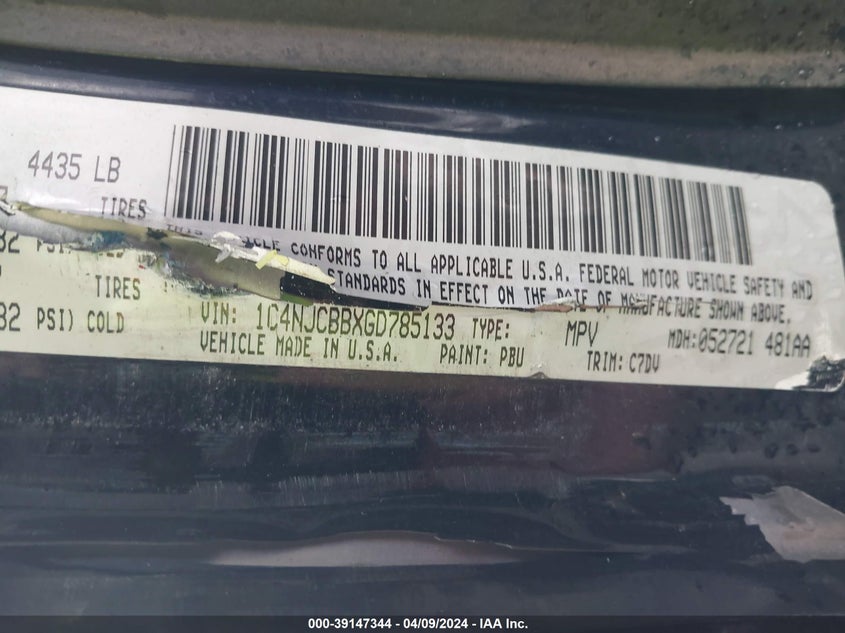 4435 LB
TIRES
THIS VEHICLE CONFORMS TO ALL APPLICABLE U.S.A. FEDERAL MOTOR VEHICLE SAFETY AND
STANDARDS IN EFFECT ON THE DATE OF MANUFACTURE SHOWN ABOVE.
TIRES
32 PSI) COLD
VIN: 1C4NJCBBXGD785133 TYPE: MPV MDH: 052721 481AA
VEHICLE MADE IN U.S.A. PAINT: PBU TRIM: C7DV
000-39147344 | 04/09/2024 | IAA Inc.